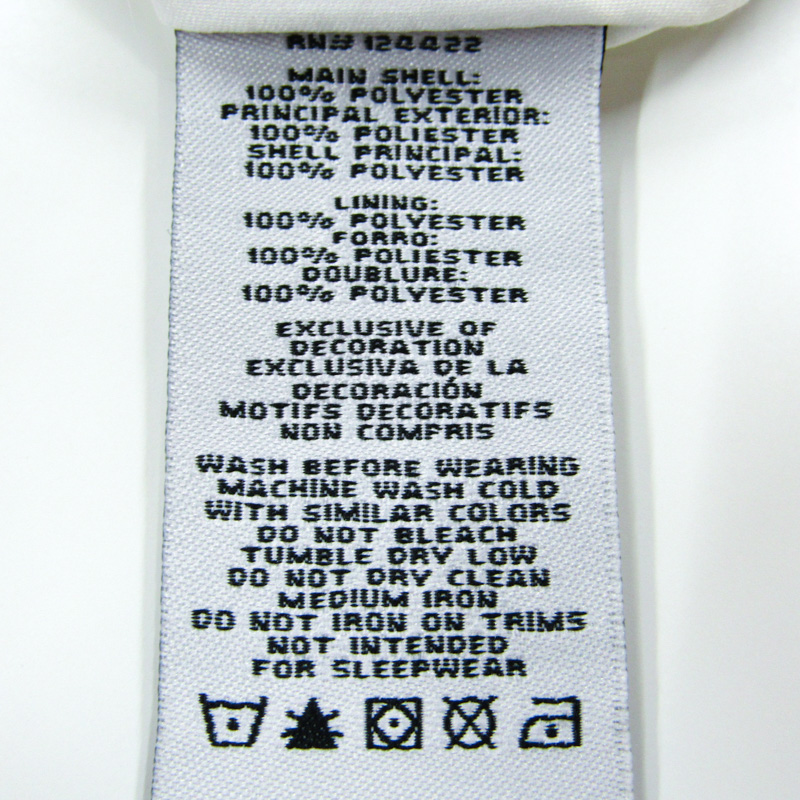 RN# 124422
MAIN SHELL:
100% POLYESTER
PRINCIPAL EXTERIOR:
100% POLIESTER
SHELL PRINCIPAL:
100% POLYESTER
LINING:
100% POLYESTER
FORRO:
100% POLIESTER
DOUBLURE:
100% POLYESTER
EXCLUSIVE OF
DECORATION
EXCLUSIVA DE LA
DECORACIÓN
MOTIFS DECORATIFS
NON COMPRIS
WASH BEFORE WEARING
MACHINE WASH COLD
WITH SIMILAR COLORS
DO NOT BLEACH
TUMBLE DRY LOW
DO NOT DRY CLEAN
MEDIUM IRON
DO NOT IRON ON TRIMS
NOT INTENDED
FOR SLEEPWEAR